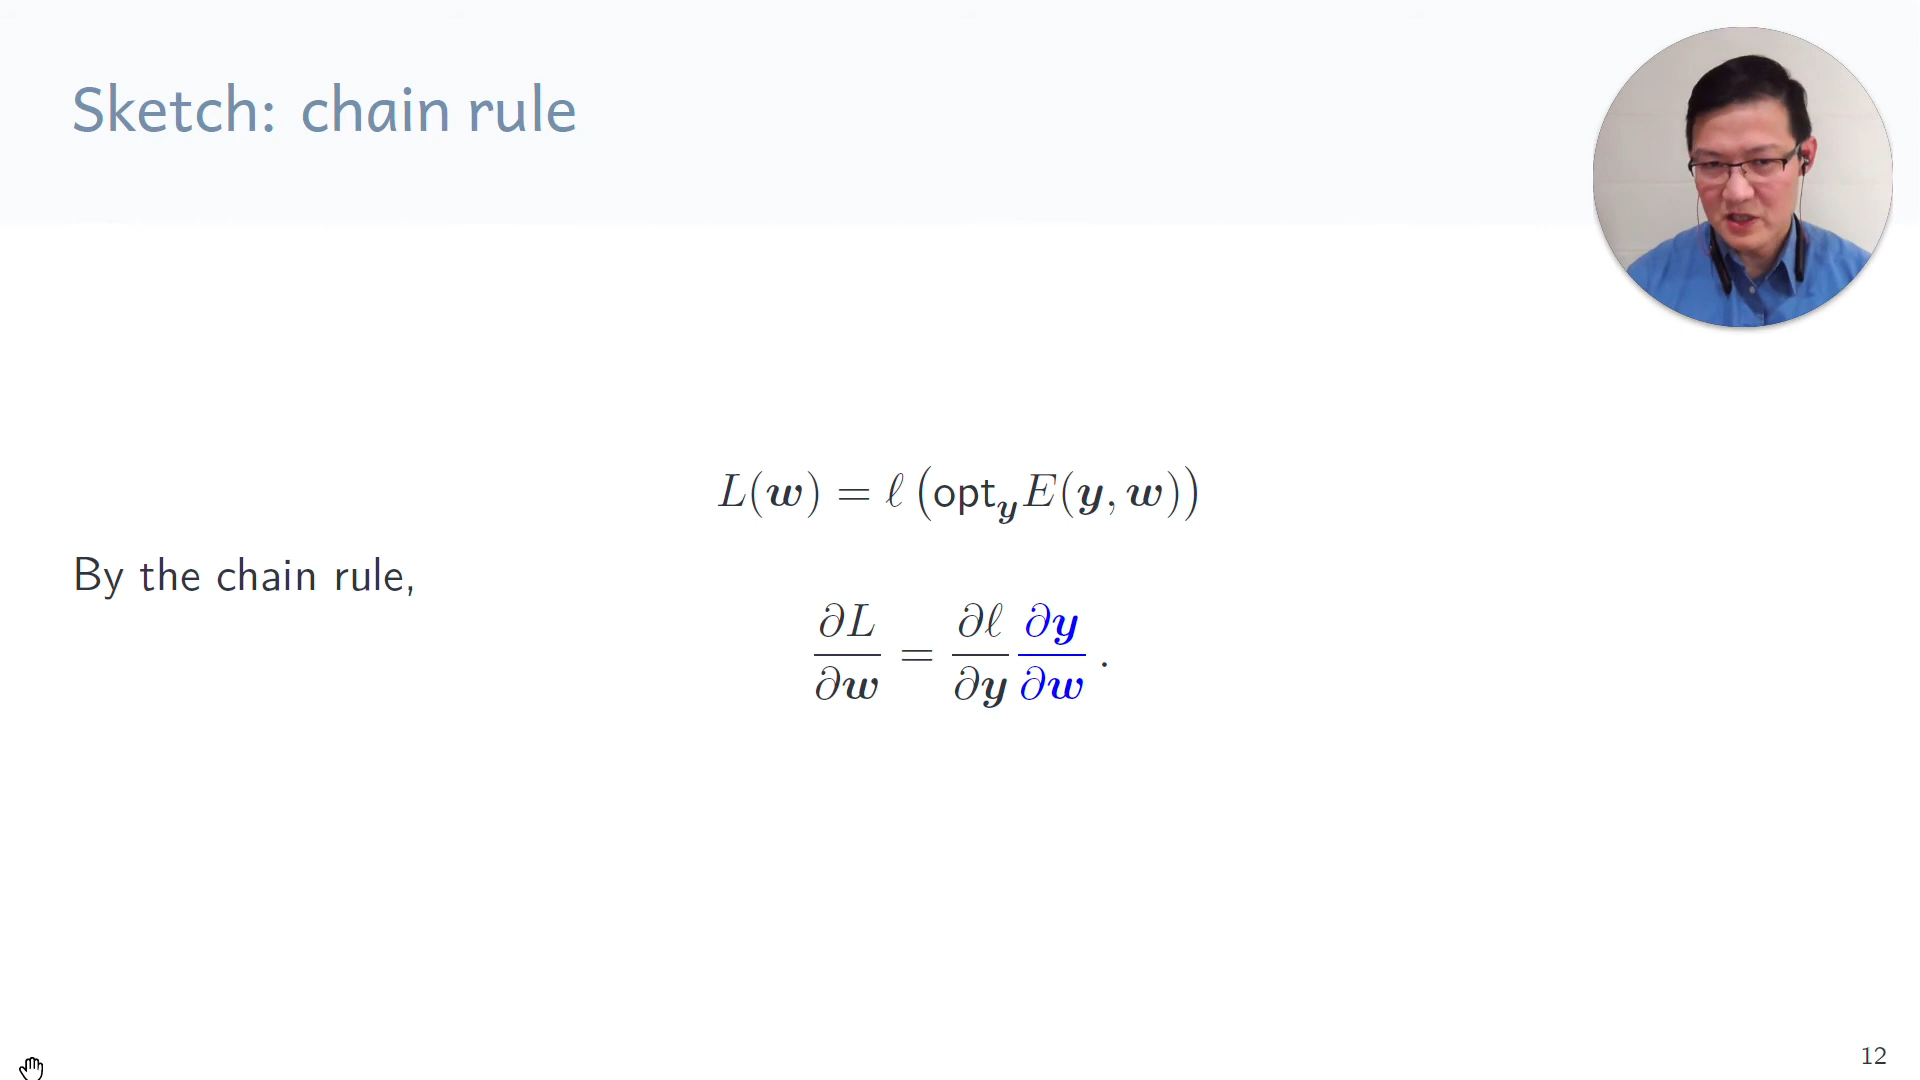 Sketch: chain rule
L(w) = ℓ (opt_y E(y, w))
By the chain rule,
∂L/∂w = ∂ℓ/∂y ∂y/∂w .
12